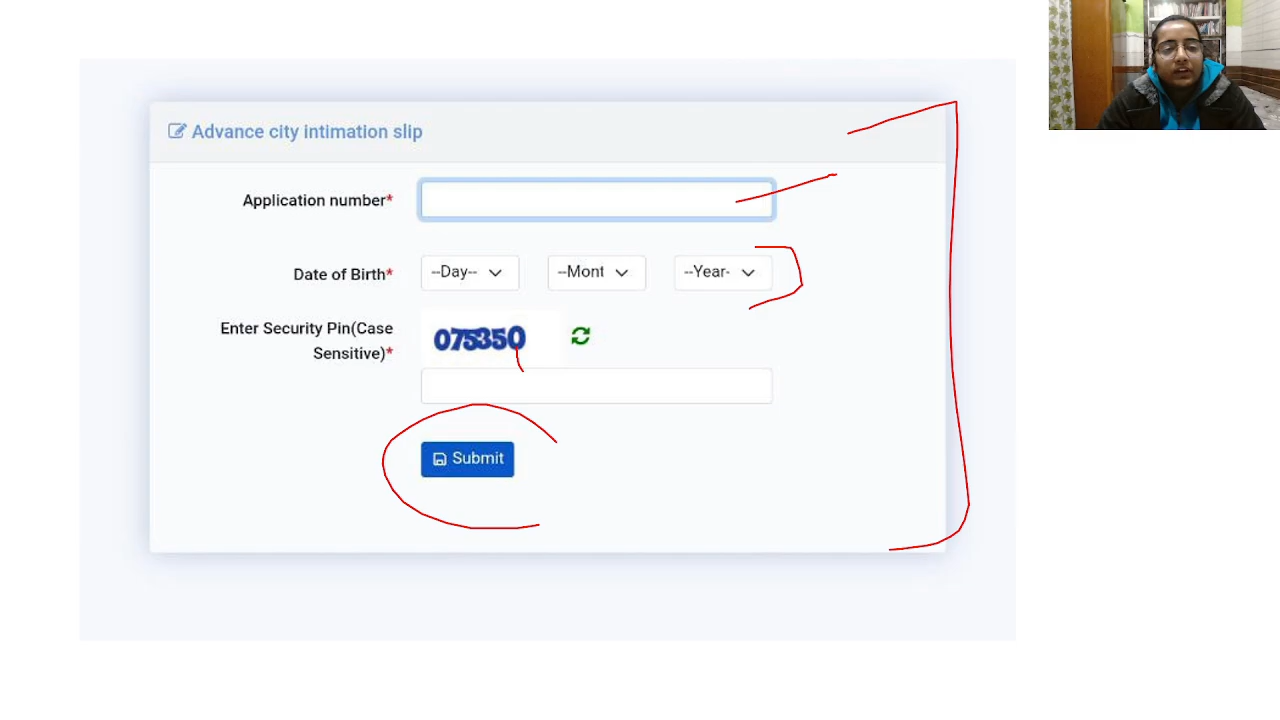 Advance city intimation slip
Application number*
Date of Birth*
--Day--
--Mont
--Year-
Enter Security Pin(Case
Sensitive)*
075350
Submit